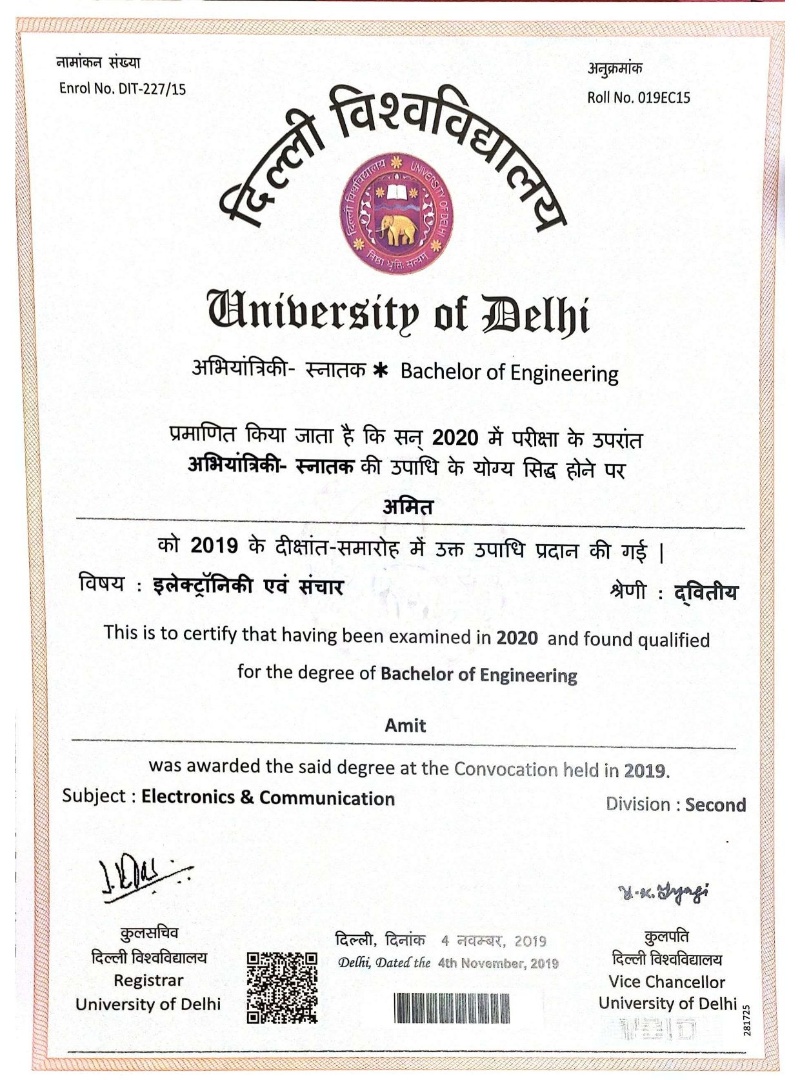 नामांकन संख्या
Enrol No. DIT-227/15
अनुक्रमांक
Roll No. 019EC15
दिल्ली विश्वविद्यालय
दिल्ली विश्वविद्यालय UNIVERSITY OF DELHI
निष्ठा धृतिः सत्यम्
University of Delhi
अभियांत्रिकी- स्नातक * Bachelor of Engineering
प्रमाणित किया जाता है कि सन् 2020 में परीक्षा के उपरांत
अभियांत्रिकी- स्नातक की उपाधि के योग्य सिद्ध होने पर
अमित
को 2019 के दीक्षांत-समारोह में उक्त उपाधि प्रदान की गई |
विषय : इलेक्ट्रॉनिकी एवं संचार
श्रेणी : द्वितीय
This is to certify that having been examined in 2020 and found qualified
for the degree of Bachelor of Engineering
Amit
was awarded the said degree at the Convocation held in 2019.
Subject : Electronics & Communication
Division : Second
कुलसचिव
दिल्ली विश्वविद्यालय
Registrar
University of Delhi
दिल्ली, दिनांक 4 नवम्बर, 2019
Delhi, Dated the 4th November, 2019
कुलपति
दिल्ली विश्वविद्यालय
Vice Chancellor
University of Delhi
VOID
281725